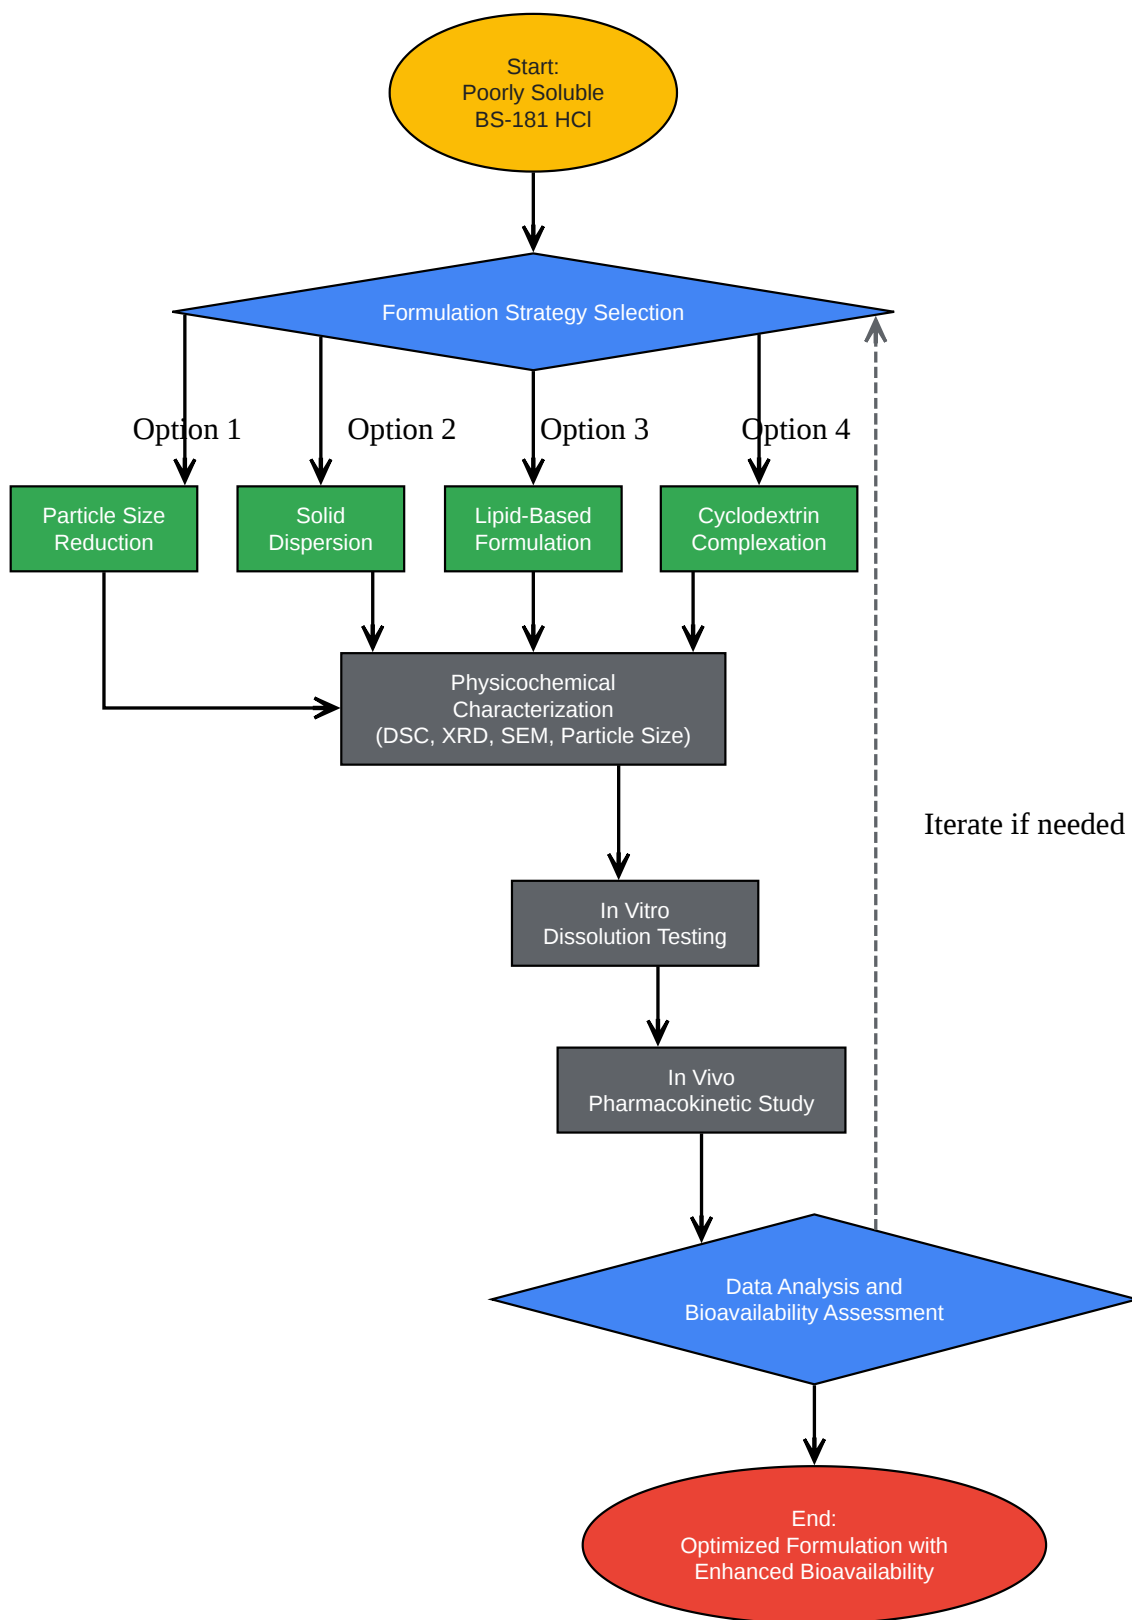 Start:
Poorly Soluble
BS-181 HCl
Formulation Strategy Selection
Option 1
Option 2
Option 3
Option 4
Particle Size
Reduction
Solid
Dispersion
Lipid-Based
Formulation
Cyclodextrin
Complexation
Physicochemical
Characterization
(DSC, XRD, SEM, Particle Size)
Iterate if needed
In Vitro
Dissolution Testing
In Vivo
Pharmacokinetic Study
Data Analysis and
Bioavailability Assessment
End:
Optimized Formulation with
Enhanced Bioavailability